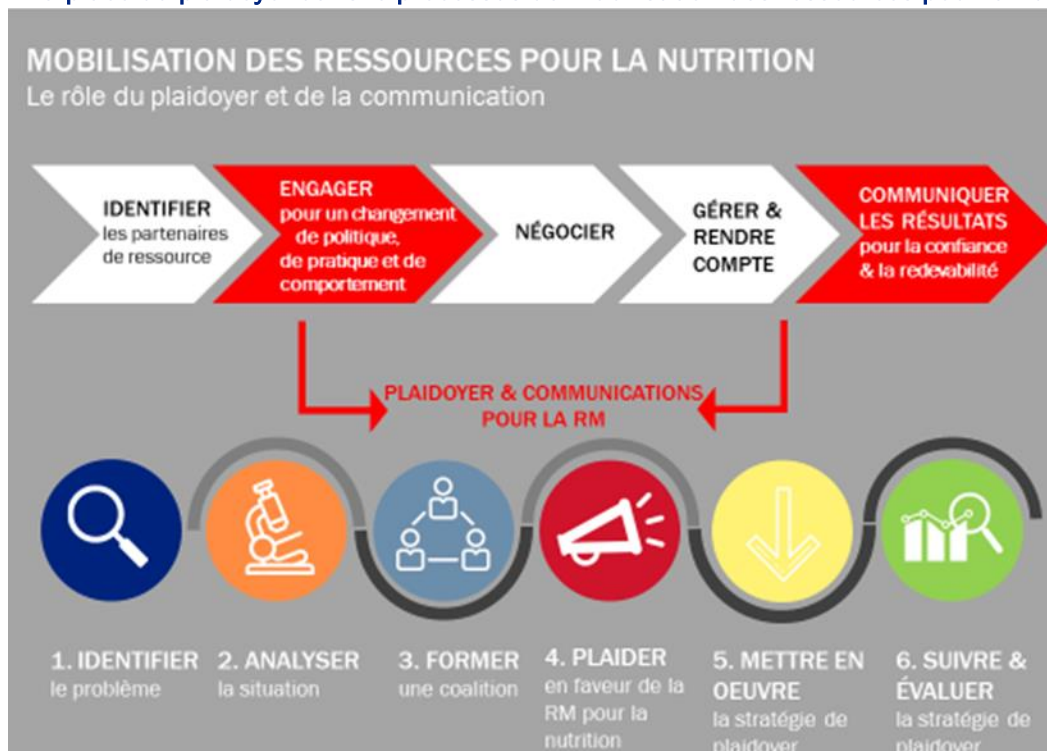 MOBILISATION DES RESSOURCES POUR LA NUTRITION
Le rôle du plaidoyer et de la communication
IDENTIFIER
les partenaires
de ressource
ENGAGER
pour un changement
de politique,
de pratique et de
comportement
NÉGOCIER
GÉRER &
RENDRE
COMPTE
COMMUNIQUER
LES RÉSULTATS
pour la confiance
& la redevabilité
PLAIDOYER & COMMUNICATIONS
POUR LA RM
1. IDENTIFIER
le problème
2. ANALYSER
la situation
3. FORMER
une coalition
4. PLAIDER
en faveur de la
RM pour la
nutrition
5. METTRE EN
OEUVRE
la stratégie de
plaidoyer
6. SUIVRE &
ÉVALUER
la stratégie de
plaidoyer